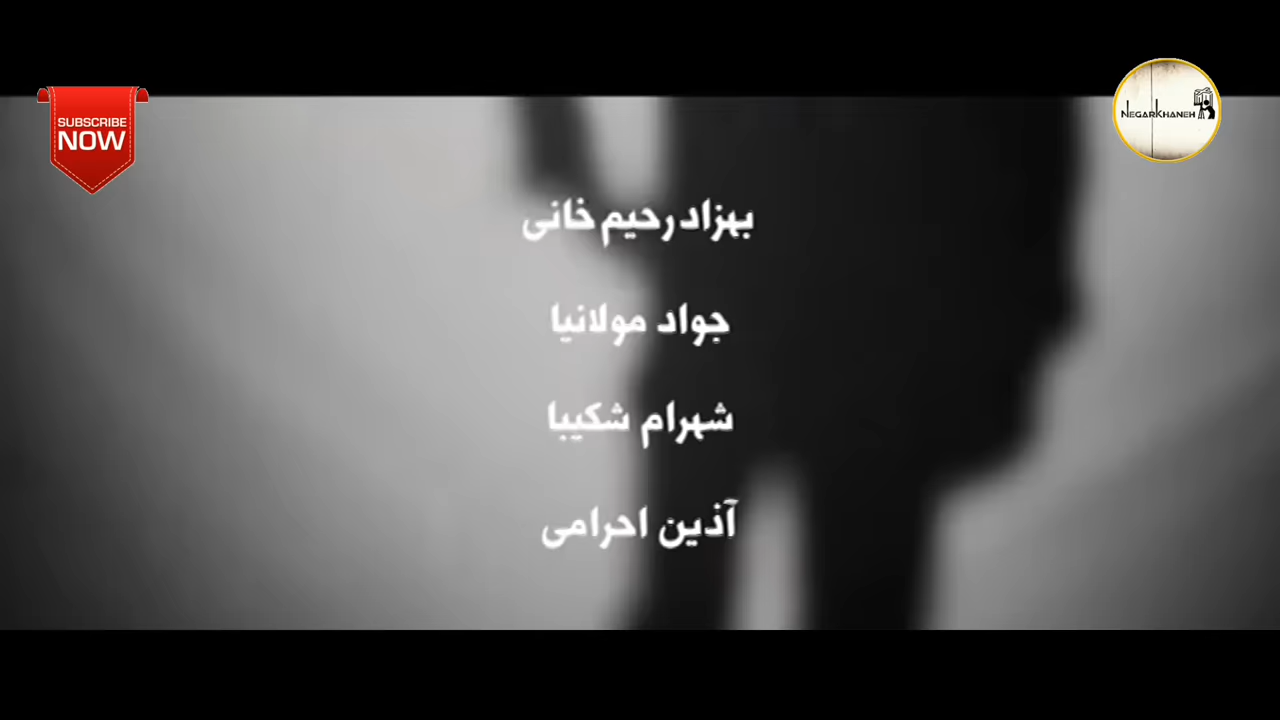 SUBSCRIBE
NOW
NEGARKHANEH
بهزاد رحیم خانی
جواد مولانیا
شهرام شکیبا
آذین احرامی